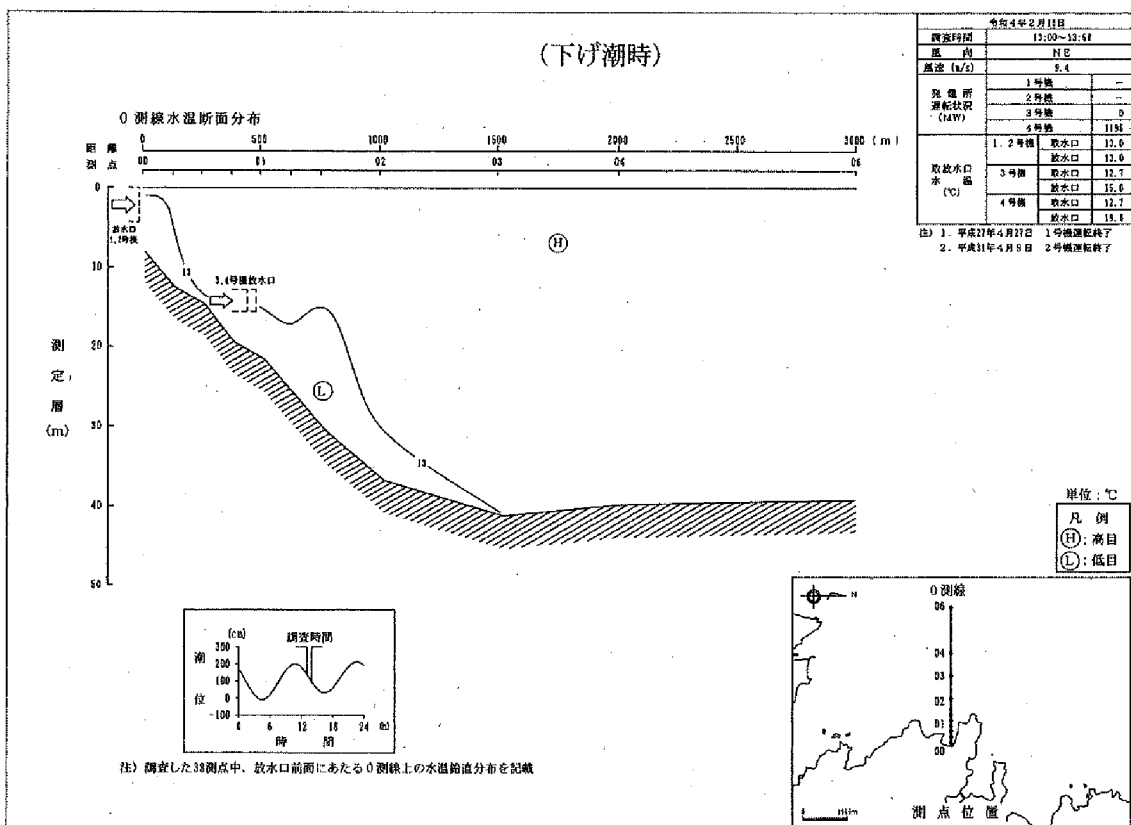 (下げ潮時)
令和4年2月18日
調査時間
風 向 NE
風速 (m/s) 9.4
発電所
運転状況
(MW)
1号機 -
2号機 -
3号機 0
4号機
取放水口
水 温
(℃)
1,2号機 取水口 13.0
放水口 13.0
3号機 取水口 12.7
放水口
4号機 取水口 12.7
放水口
注) 1. 平成27年4月27日 1号機運転終了
2. 平成31年4月9日 2号機運転終了
0測線水温断面分布
距離 0 500 1000 1500 2000 2500 3000 (m)
測点 00 01 02 03 04 06
0
放水口
1,2号機
H
10
13
3,4号機放水口
測定層
(m)
20
L
30
13
40
50
単位:℃
凡 例
H:高目
L:低目
(cm)
調査時間
潮位
300
200
100
0
-100
0 6 12 18 24 (h)
時 間
注) 調査した38測点中、放水口前面にあたる0測線上の水温鉛直分布を記載
0測線
N
06
04
03
02
01
00
0
測点位置